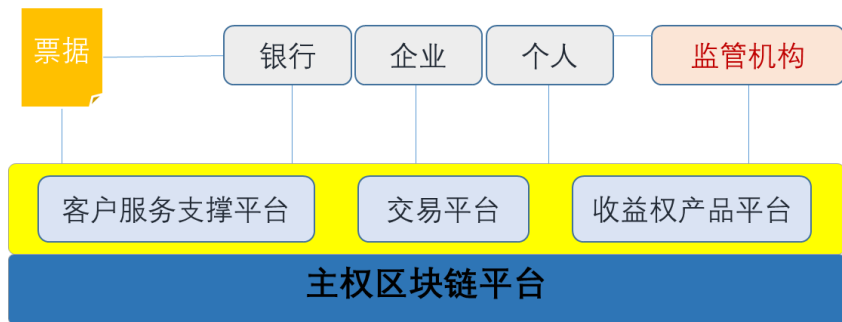 票据
银行
企业
个人
监管机构
客户服务支撑平台
交易平台
收益权产品平台
主权区块链平台